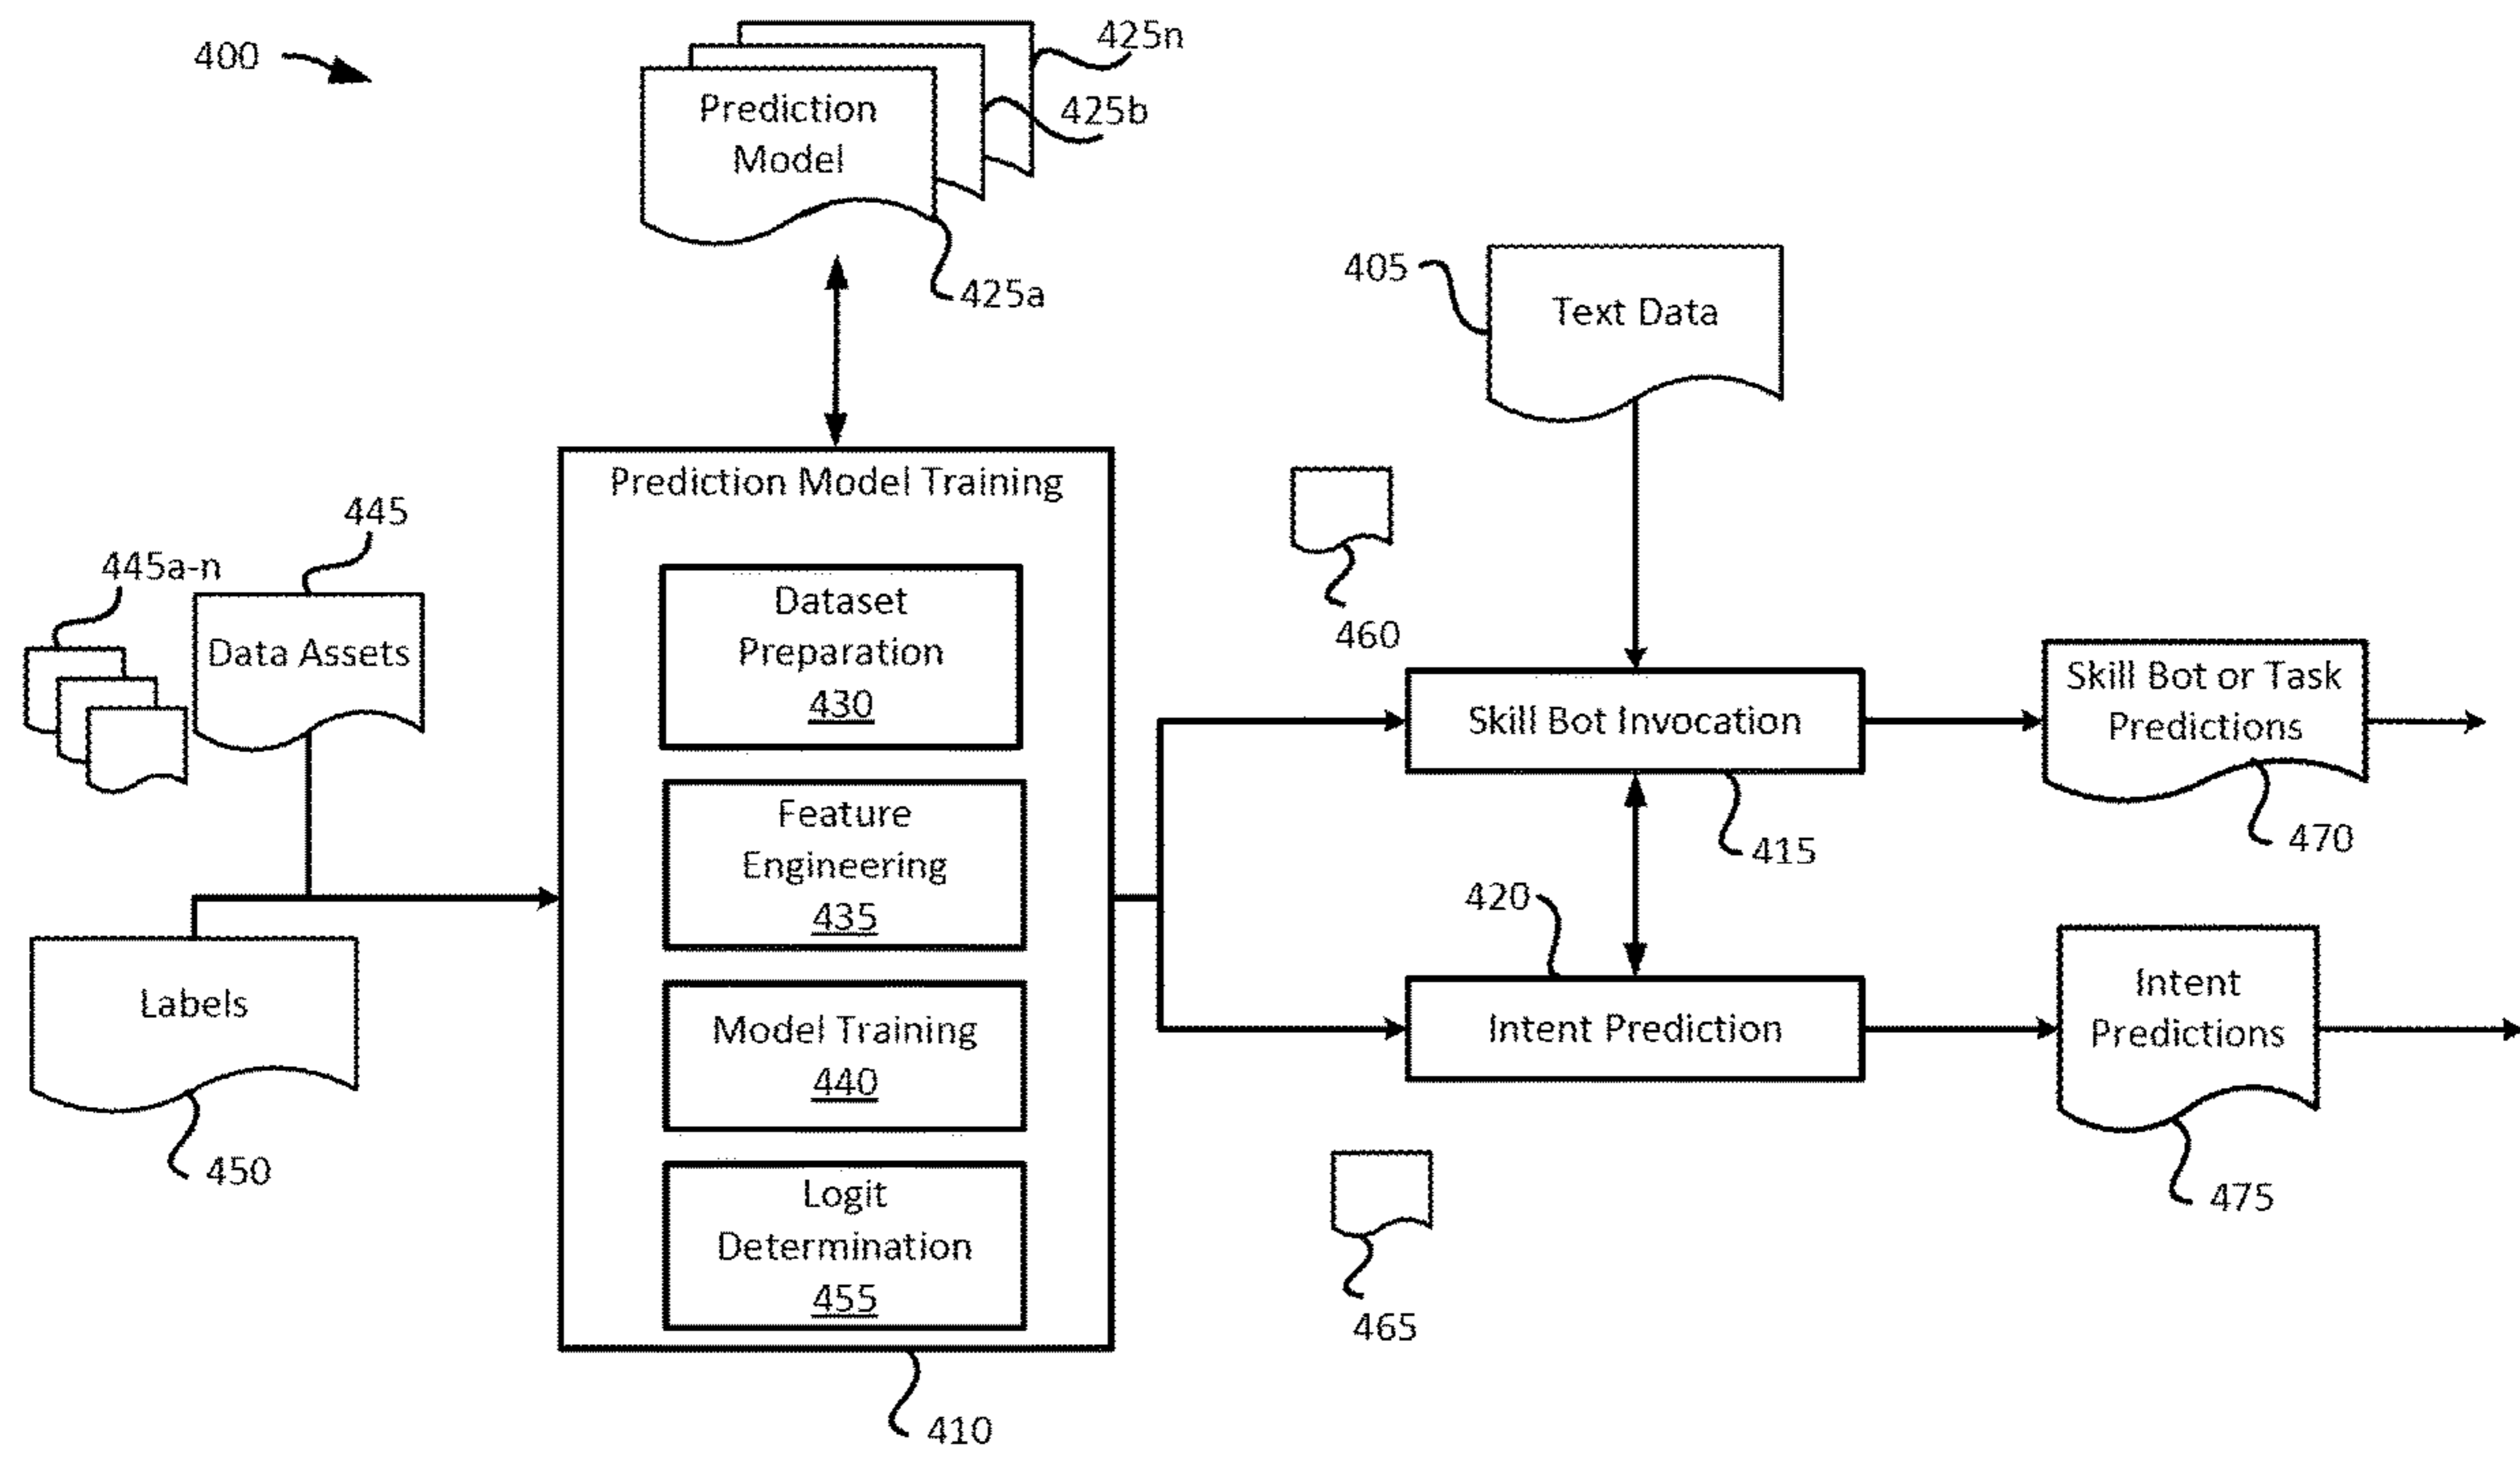 400
425n
425b
Prediction
Model
425a
405
Text Data
Prediction Model Training
445
445a-n
Data Assets
Dataset
Preparation
430
460
Skill Bot Invocation
415
Skill Bot or Task
Predictions
470
Feature
Engineering
435
420
Labels
450
Model Training
440
Intent Prediction
Intent
Predictions
475
Logit
Determination
455
465
410